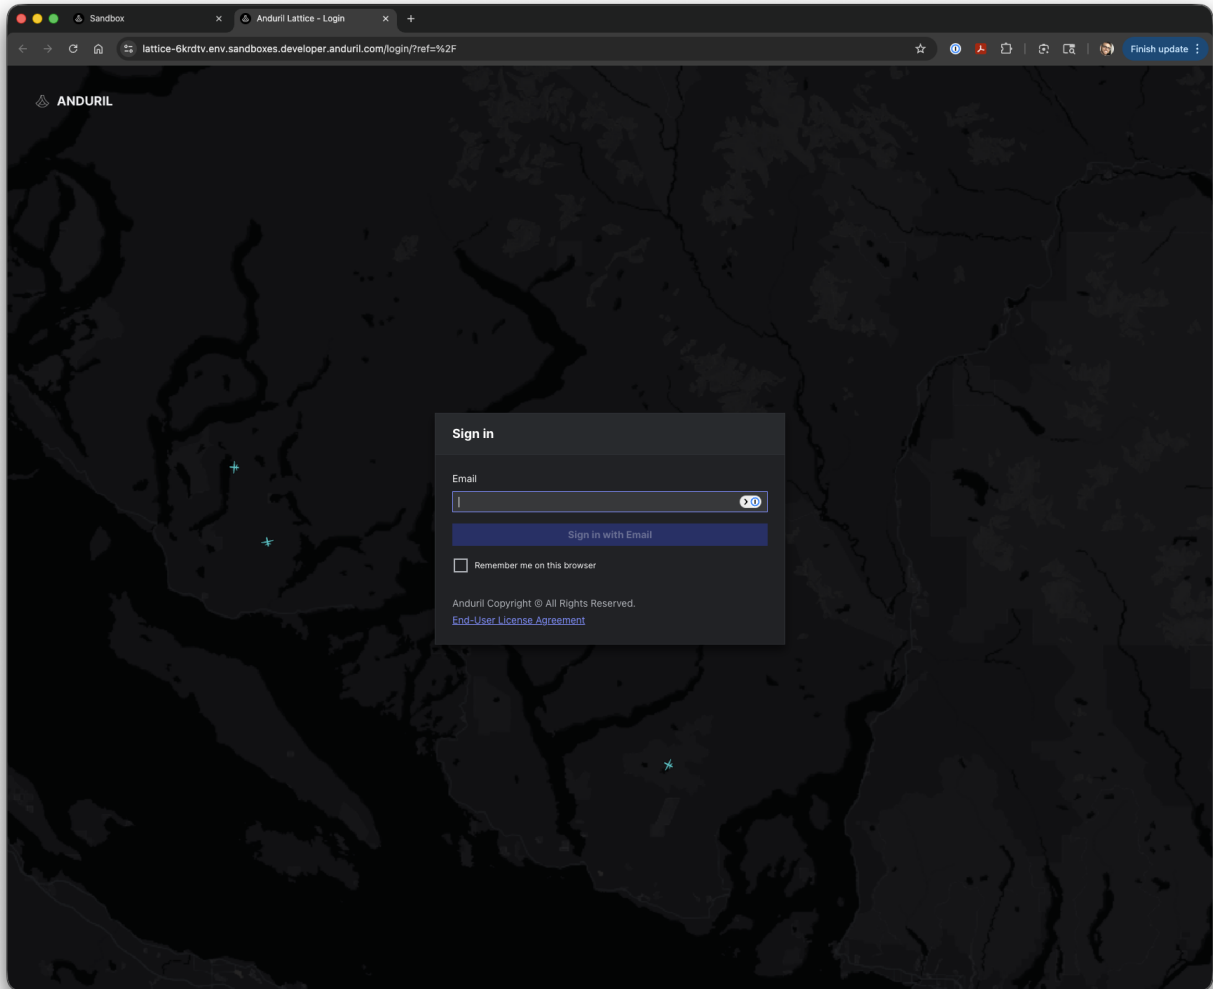 Sandbox
Anduril Lattice - Login
lattice-6krdtv.env.sandboxes.developer.anduril.com/login/?ref=%2F
Finish update
ANDURIL
Sign in
Email
Sign in with Email
Remember me on this browser
Anduril Copyright © All Rights Reserved.
End-User License Agreement